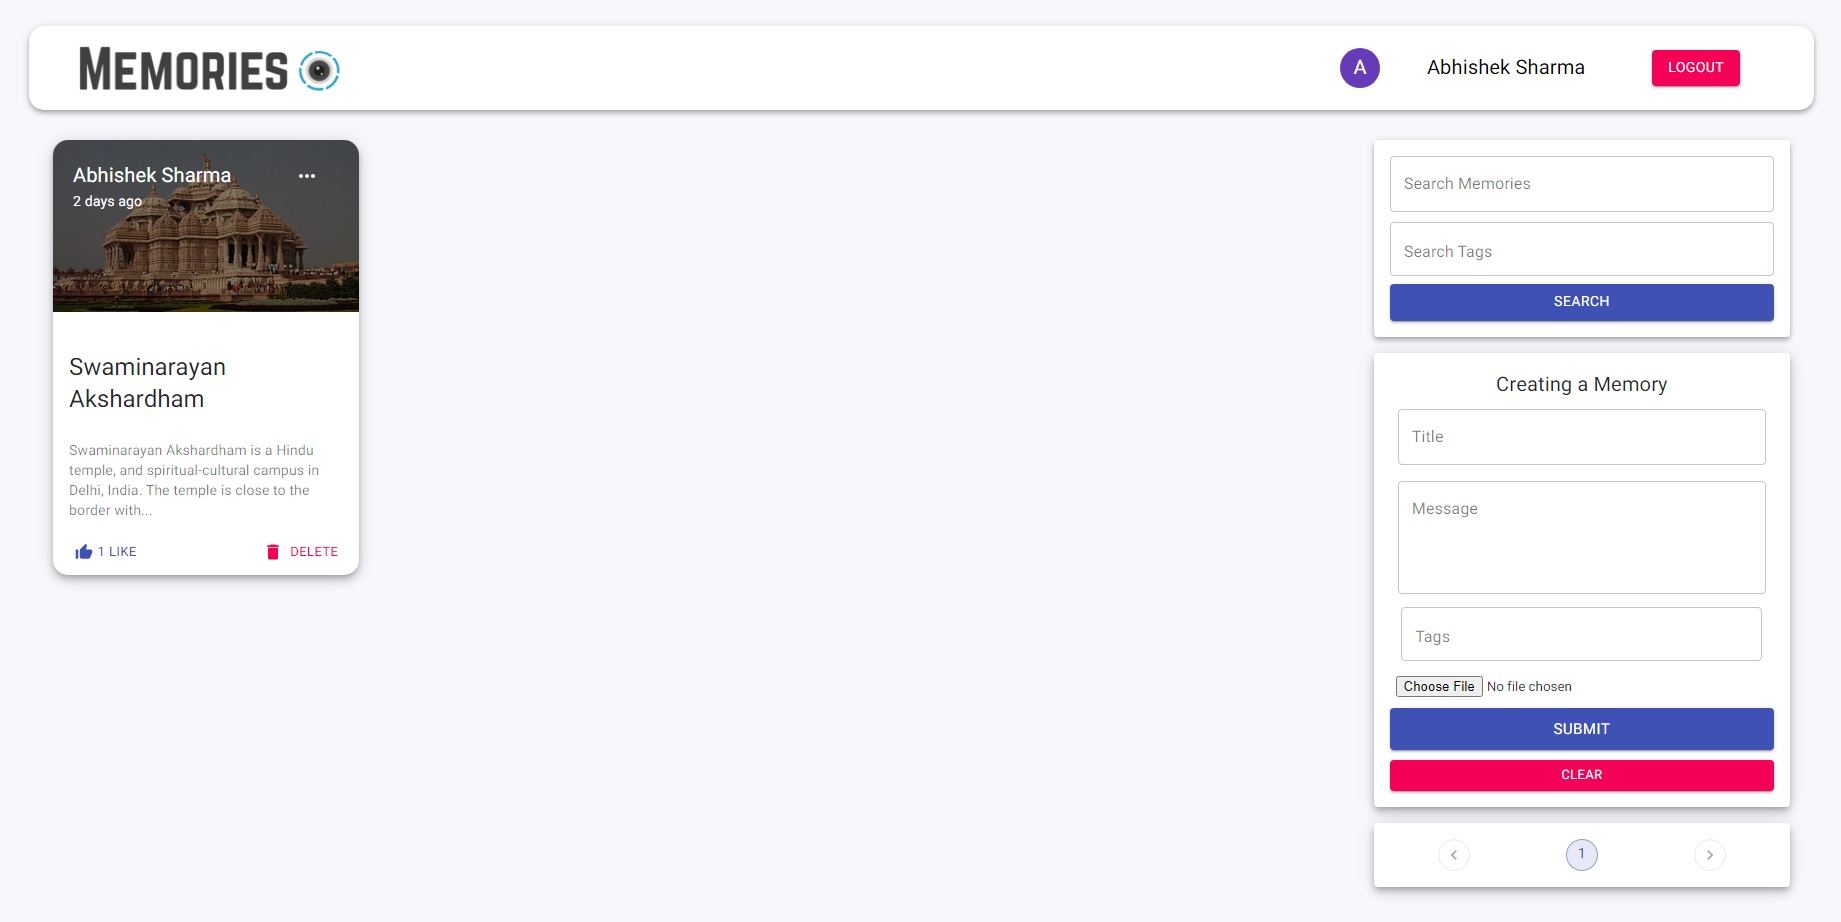 MEMORIES
A
Abhishek Sharma
LOGOUT
Abhishek Sharma
2 days ago
Swaminarayan
Akshardham
Swaminarayan Akshardham is a Hindu
temple, and spiritual-cultural campus in
Delhi, India. The temple is close to the
border with...
1 LIKE
DELETE
Search Memories
Search Tags
SEARCH
Creating a Memory
Title
Message
Tags
Choose File No file chosen
SUBMIT
CLEAR
1